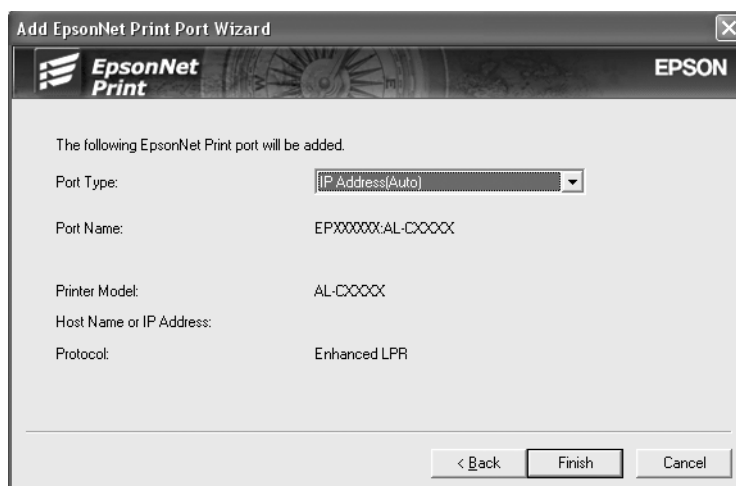 Add EpsonNet Print Port Wizard
EpsonNet
Print
EPSON
The following EpsonNet Print port will be added.
Port Type: IP Address(Auto)
Port Name: EPXXXXXX:AL-CXXXX
Printer Model: AL-CXXXX
Host Name or IP Address:
Protocol: Enhanced LPR
< Back Finish Cancel